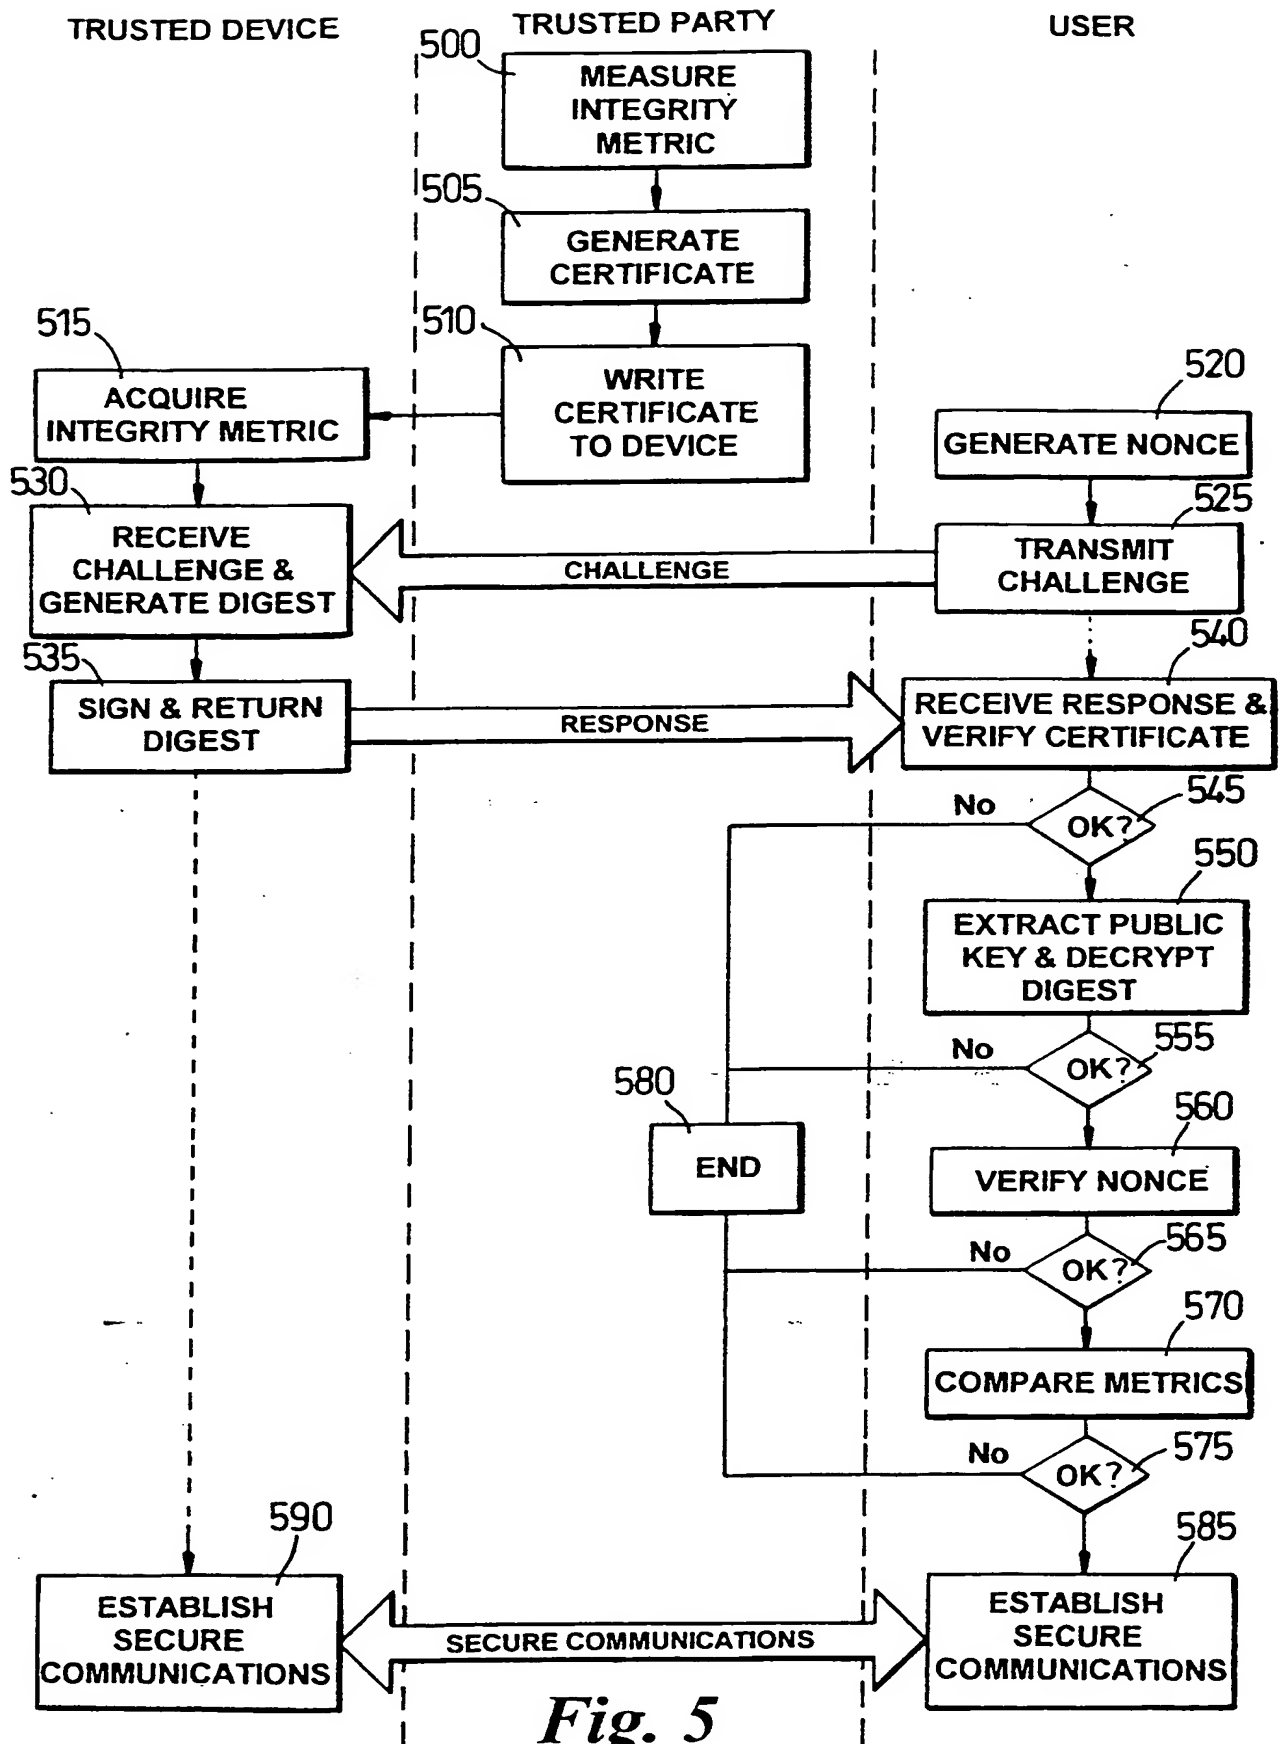 TRUSTED DEVICE
TRUSTED PARTY
USER
500
MEASURE
INTEGRITY
METRIC
505
GENERATE
CERTIFICATE
510
WRITE
CERTIFICATE
TO DEVICE
515
ACQUIRE
INTEGRITY METRIC
520
GENERATE NONCE
525
TRANSMIT
CHALLENGE
CHALLENGE
530
RECEIVE
CHALLENGE &
GENERATE DIGEST
535
SIGN & RETURN
DIGEST
RESPONSE
540
RECEIVE RESPONSE &
VERIFY CERTIFICATE
545
OK?
No
550
EXTRACT PUBLIC
KEY & DECRYPT
DIGEST
555
OK?
No
580
END
560
VERIFY NONCE
565
OK?
No
570
COMPARE METRICS
575
OK?
No
590
ESTABLISH
SECURE
COMMUNICATIONS
SECURE COMMUNICATIONS
585
ESTABLISH
SECURE
COMMUNICATIONS
Fig. 5